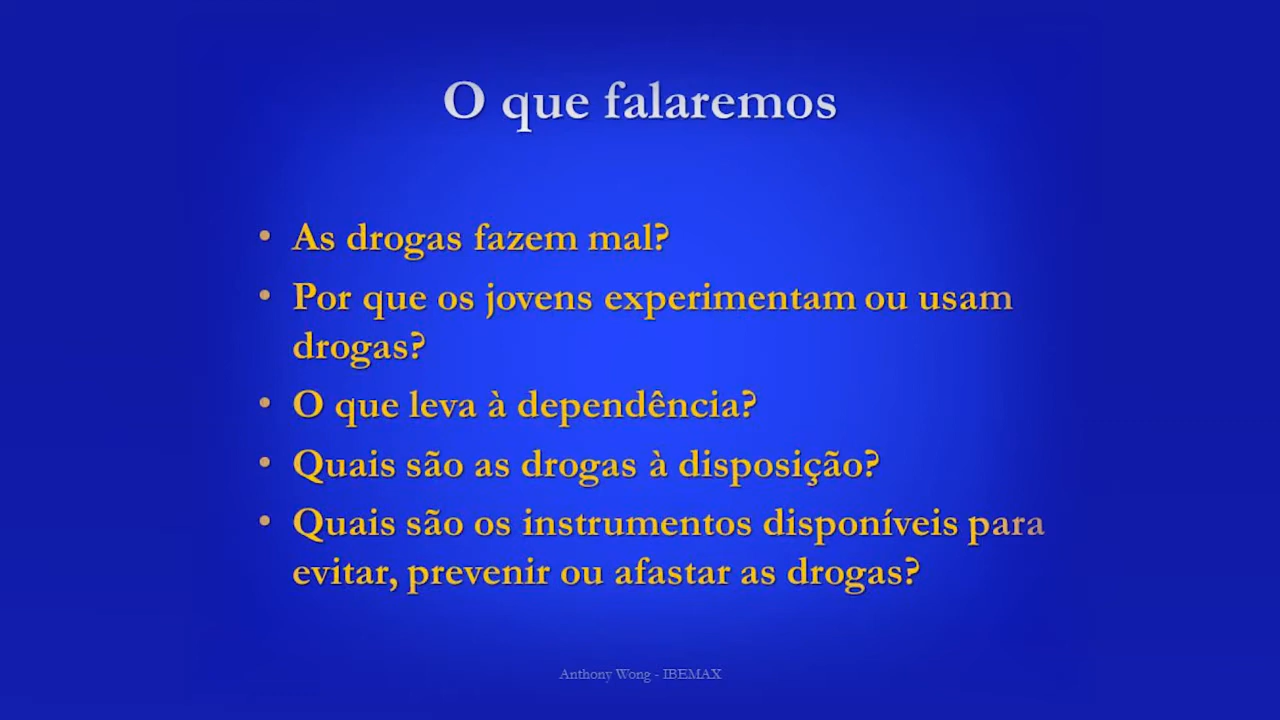 O que falaremos
• As drogas fazem mal?
• Por que os jovens experimentam ou usam
drogas?
• O que leva à dependência?
• Quais são as drogas à disposição?
• Quais são os instrumentos disponíveis para
evitar, prevenir ou afastar as drogas?
Anthony Wong - IBEMAX